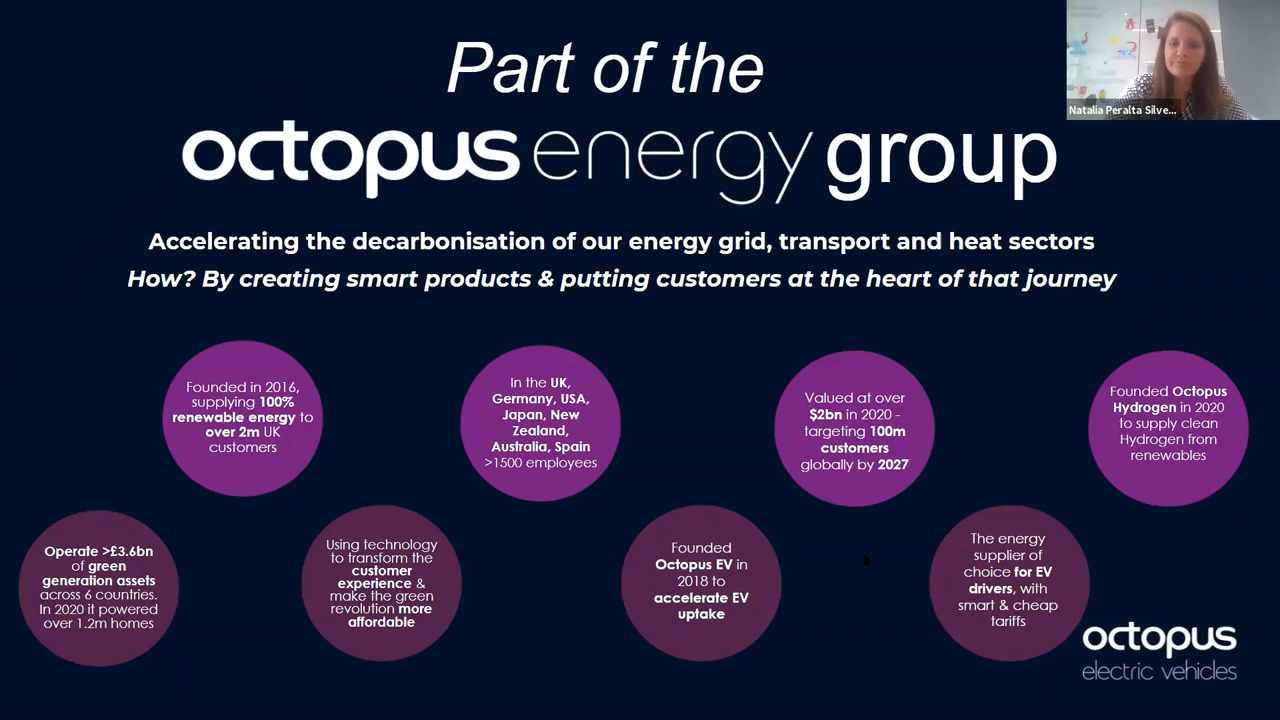 Part of the
octopus energy group
Natalia Peralta Silve...
Accelerating the decarbonisation of our energy grid, transport and heat sectors
How? By creating smart products & putting customers at the heart of that journey
Founded in 2016,
supplying 100%
renewable energy to
over 2m UK
customers
In the UK,
Germany, USA,
Japan, New
Zealand,
Australia, Spain
>1500 employees
Valued at over
$2bn in 2020 -
targeting 100m
customers
globally by 2027
Founded Octopus
Hydrogen in 2020
to supply clean
Hydrogen from
renewables
Operate >£3.6bn
of green
generation assets
across 6 countries.
In 2020 it powered
over 1.2m homes
Using technology
to transform the
customer
experience &
make the green
revolution more
affordable
Founded
Octopus EV in
2018 to
accelerate EV
uptake
The energy
supplier of
choice for EV
drivers, with
smart & cheap
tariffs
octopus
electric vehicles